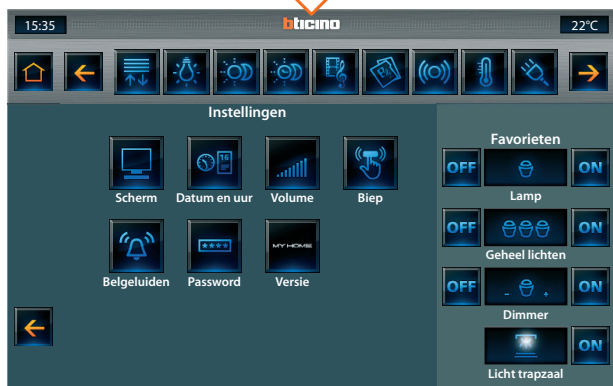 15:35
bticino
22°C
Instellingen
Scherm
16
Datum en uur
Volume
Biep
Belgeluiden
****
Password
MY HOME
Versie
Favorieten
OFF
ON
Lamp
OFF
ON
Geheel lichten
OFF
- +
ON
Dimmer
ON
Licht trapzaal